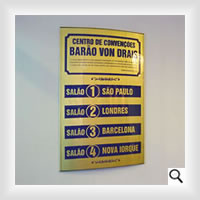 CENTRO DE CONVENÇÕES
BARÃO VON DRAIS
SALÃO 1 SÃO PAULO
SALÃO 2 LONDRES
SALÃO 3 BARCELONA
SALÃO 4 NOVA IORQUE